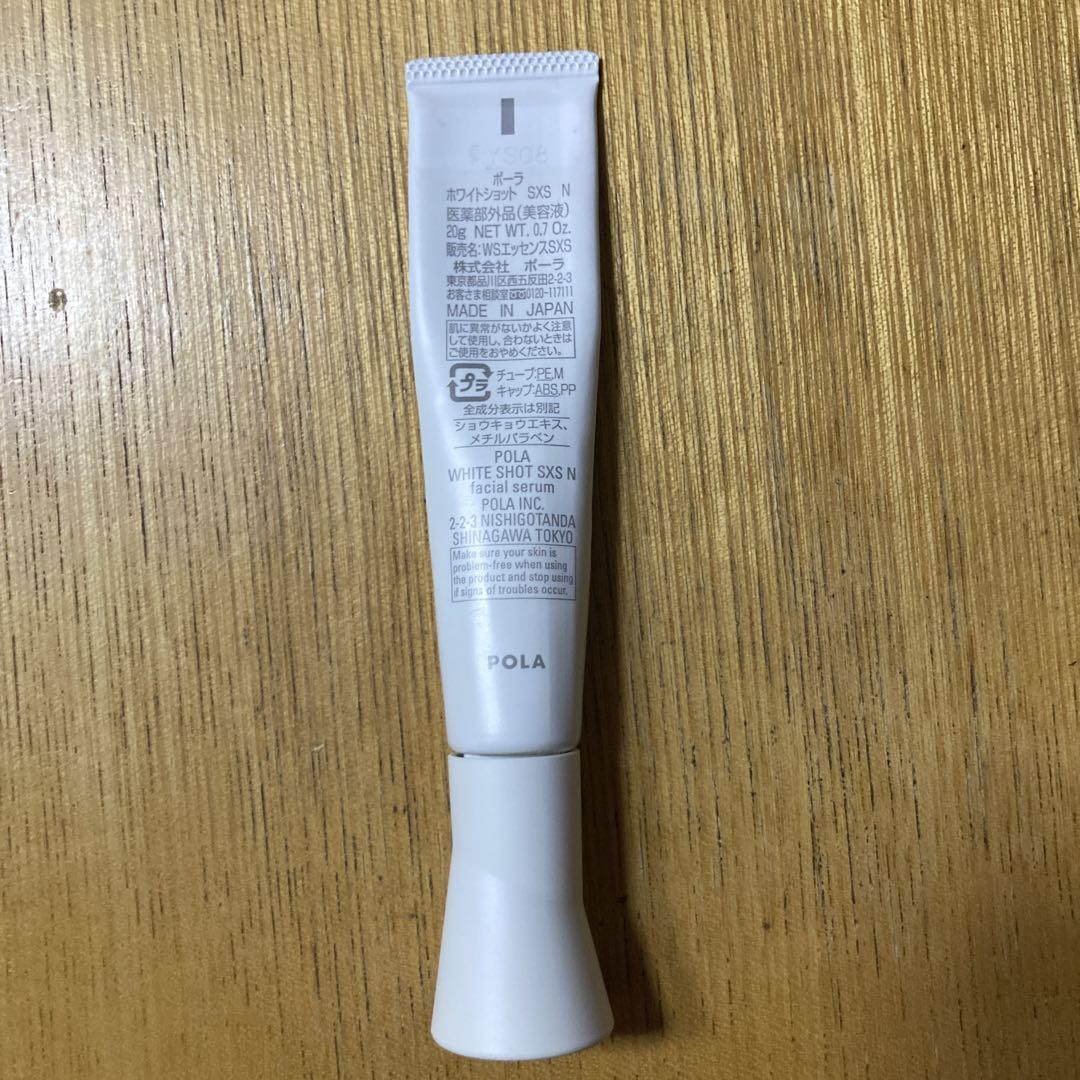 ポーラ
ホワイトショット SXS N
医薬部外品(美容液)
20g NET WT. 0.7 Oz.
販売名:WSエッセンスSXS
株式会社 ポーラ
東京都品川区西五反田2-2-3
お客さま相談室 0120-117111
MADE IN JAPAN
肌に異常がないかよく注意
して使用し、合わないときは
ご使用をおやめください。
プラ
チューブ:PE,M
キャップ:ABS,PP
全成分表示は別記
ショウキョウエキス、
メチルパラベン
POLA
WHITE SHOT SXS N
facial serum
POLA INC.
2-2-3 NISHIGOTANDA
SHINAGAWA TOKYO
Make sure your skin is
problem-free when using
the product and stop using
if signs of troubles occur.
POLA